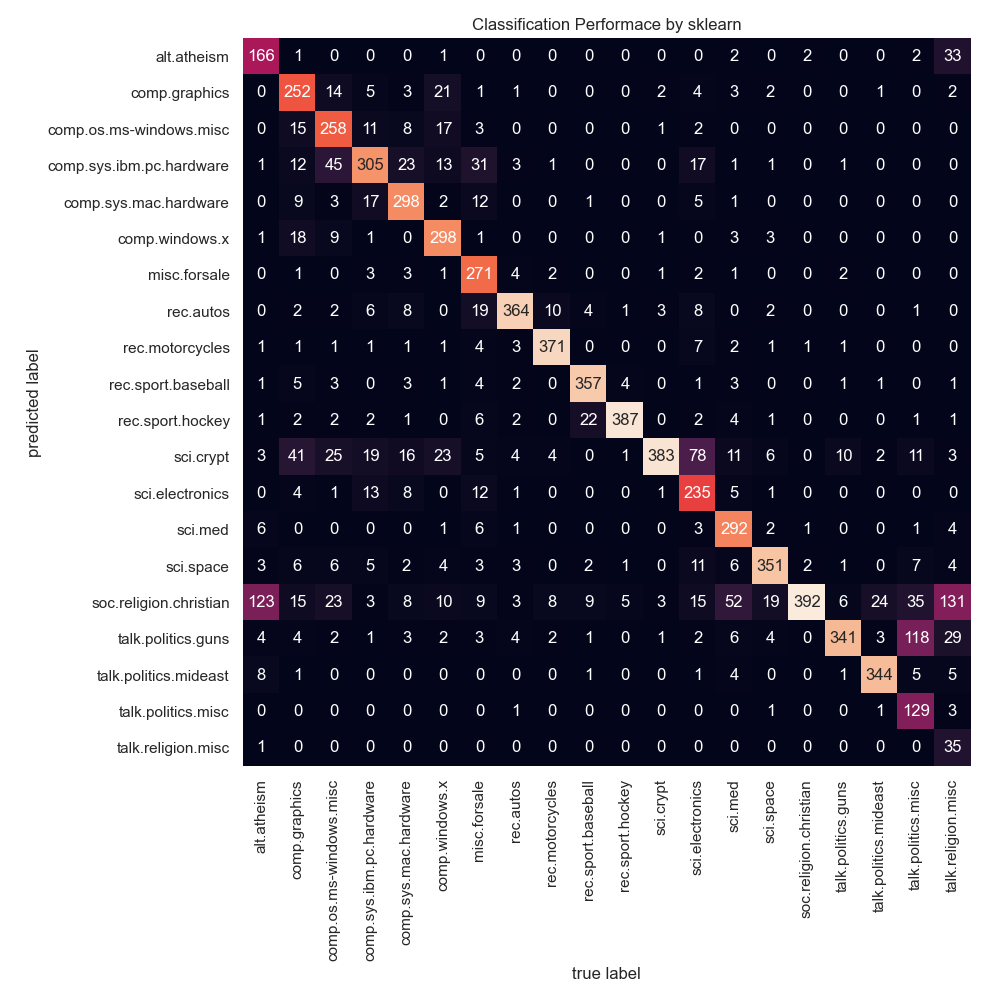 Classification Performace by sklearn
alt.atheism 166 1 0 0 0 1 0 0 0 0 0 0 0 2 0 2 0 0 2 33
comp.graphics 0 252 14 5 3 21 1 1 0 0 0 2 4 3 2 0 0 1 0 2
comp.os.ms-windows.misc 0 15 258 11 8 17 3 0 0 0 0 1 2 0 0 0 0 0 0 0
comp.sys.ibm.pc.hardware 1 12 45 305 23 13 31 3 1 0 0 0 17 1 1 0 1 0 0 0
comp.sys.mac.hardware 0 9 3 17 298 2 12 0 0 1 0 0 5 1 0 0 0 0 0 0
comp.windows.x 1 18 9 1 0 298 1 0 0 0 0 1 0 3 3 0 0 0 0 0
misc.forsale 0 1 0 3 3 1 271 4 2 0 0 1 2 1 0 0 2 0 0 0
rec.autos 0 2 2 6 8 0 19 364 10 4 1 3 8 0 2 0 0 0 1 0
rec.motorcycles 1 1 1 1 1 1 4 3 371 0 0 0 7 2 1 1 1 0 0 0
rec.sport.baseball 1 5 3 0 3 1 4 2 0 357 4 0 1 3 0 0 1 1 0 1
rec.sport.hockey 1 2 2 2 1 0 6 2 0 22 387 0 2 4 1 0 0 0 1 1
sci.crypt 3 41 25 19 16 23 5 4 4 0 1 383 78 11 6 0 10 2 11 3
sci.electronics 0 4 1 13 8 0 12 1 0 0 0 1 235 5 1 0 0 0 0 0
sci.med 6 0 0 0 0 1 6 1 0 0 0 0 3 292 2 1 0 0 1 4
sci.space 3 6 6 5 2 4 3 3 0 2 1 0 11 6 351 2 1 0 7 4
soc.religion.christian 123 15 23 3 8 10 9 3 8 9 5 3 15 52 19 392 6 24 35 131
talk.politics.guns 4 4 2 1 3 2 3 4 2 1 0 1 2 6 4 0 341 3 118 29
talk.politics.mideast 8 1 0 0 0 0 0 0 0 1 0 0 1 4 0 0 1 344 5 5
talk.politics.misc 0 0 0 0 0 0 0 1 0 0 0 0 0 0 1 0 0 1 129 3
talk.religion.misc 1 0 0 0 0 0 0 0 0 0 0 0 0 0 0 0 0 0 0 35
predicted label
alt.atheism
comp.graphics
comp.os.ms-windows.misc
comp.sys.ibm.pc.hardware
comp.sys.mac.hardware
comp.windows.x
misc.forsale
rec.autos
rec.motorcycles
rec.sport.baseball
rec.sport.hockey
sci.crypt
sci.electronics
sci.med
sci.space
soc.religion.christian
talk.politics.guns
talk.politics.mideast
talk.politics.misc
talk.religion.misc
true label